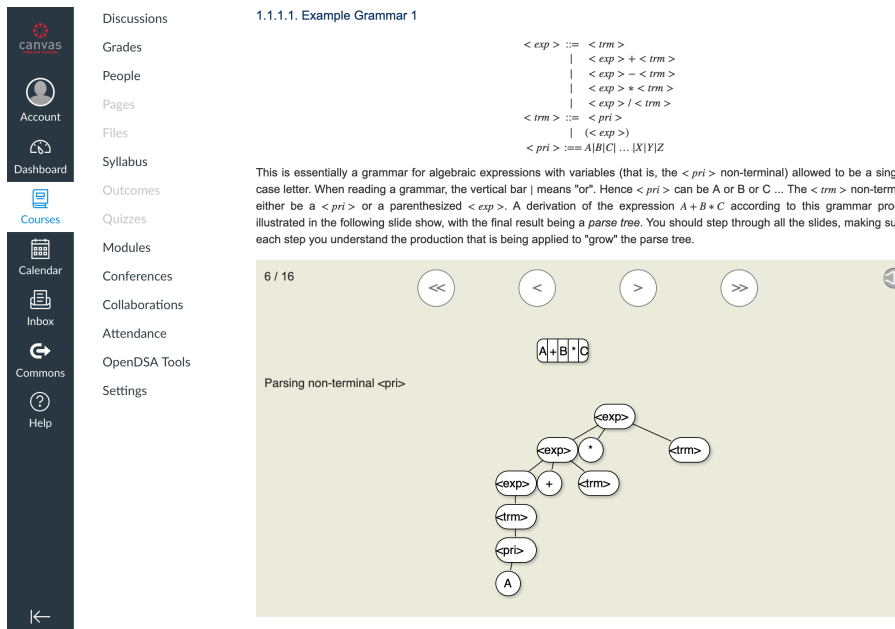 canvas
Account
Dashboard
Courses
Calendar
Inbox
Commons
Help
Discussions
Grades
People
Pages
Files
Syllabus
Outcomes
Quizzes
Modules
Conferences
Collaborations
Attendance
OpenDSA Tools
Settings
1.1.1.1. Example Grammar 1
< exp > ::= < trm >
| < exp > + < trm >
| < exp > − < trm >
| < exp > ∗ < trm >
| < exp > / < trm >
< trm > ::= < pri >
| (< exp >)
< pri > :== A|B|C| … |X|Y|Z
This is essentially a grammar for algebraic expressions with variables (that is, the < pri > non-terminal) allowed to be a sing
case letter. When reading a grammar, the vertical bar | means "or". Hence < pri > can be A or B or C ... The < trm > non-term
either be a < pri > or a parenthesized < exp >. A derivation of the expression A + B ∗ C according to this grammar pro
illustrated in the following slide show, with the final result being a parse tree. You should step through all the slides, making su
each step you understand the production that is being applied to "grow" the parse tree.
6 / 16
<< < > >>
A + B * C
Parsing non-terminal <pri>
<exp>
<exp> * <trm>
<exp> + <trm>
<trm>
<pri>
A